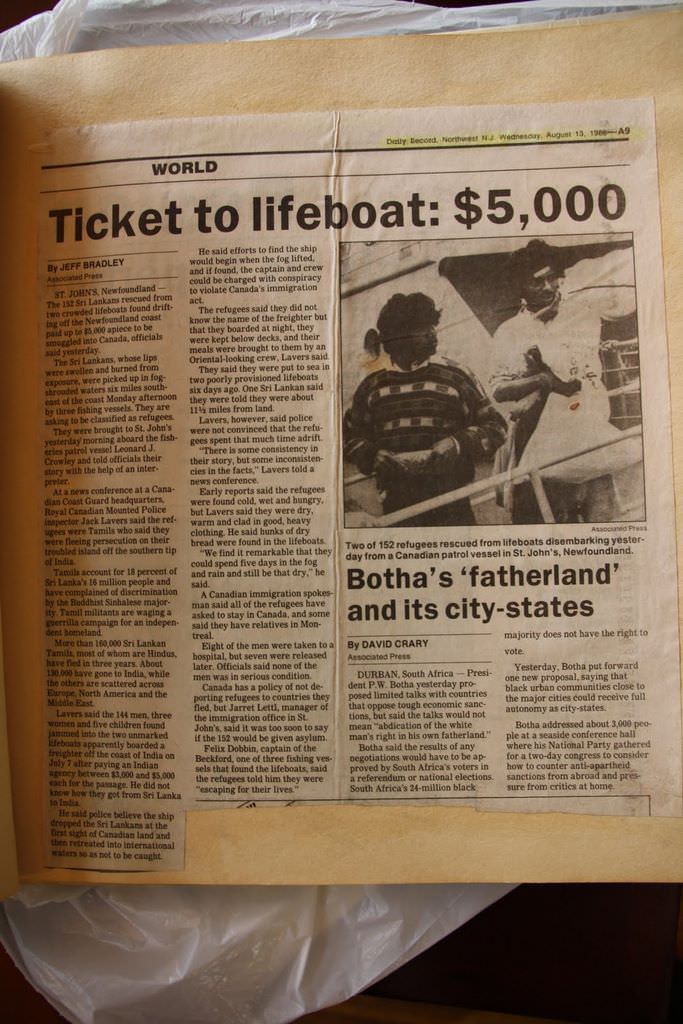 Daily Record, Northwest N.J. Wednesday, August 13, 1986—A9
WORLD
Ticket to lifeboat: $5,000
By JEFF BRADLEY
Associated Press
ST. JOHN'S, Newfoundland —
The 152 Sri Lankans rescued from
two crowded lifeboats found drift-
ing off the Newfoundland coast
paid up to $5,000 apiece to be
smuggled into Canada, officials
said yesterday.
The Sri Lankans, whose lips
were swollen and burned from
exposure, were picked up in fog-
shrouded waters six miles south-
east of the coast Monday afternoon
by three fishing vessels. They are
asking to be classified as refugees.
They were brought to St. John's
yesterday morning aboard the fish-
eries patrol vessel Leonard J.
Crowley and told officials their
story with the help of an inter-
preter.
At a news conference at a Cana-
dian Coast Guard headquarters,
Royal Canadian Mounted Police
inspector Jack Lavers said the ref-
ugees were Tamils who said they
were fleeing persecution on their
troubled island off the southern tip
of India.
Tamils account for 18 percent of
Sri Lanka's 16 million people and
have complained of discrimination
by the Buddhist Sinhalese major-
ity. Tamil militants are waging a
guerrilla campaign for an indepen-
dent homeland.
More than 160,000 Sri Lankan
Tamils, most of whom are Hindus,
have fled in three years. About
130,000 have gone to India, while
the others are scattered across
Europe, North America and the
Middle East.
Lavers said the 144 men, three
women and five children found
jammed into the two unmarked
lifeboats apparently boarded a
freighter off the coast of India on
July 7 after paying an Indian
agency between $3,000 and $5,000
each for the passage. He did not
know how they got from Sri Lanka
to India.
He said police believe the ship
dropped the Sri Lankans at the
first sight of Canadian land and
then retreated into international
waters so as not to be caught.
He said efforts to find the ship
would begin when the fog lifted,
and if found, the captain and crew
could be charged with conspiracy
to violate Canada's immigration
act.
The refugees said they did not
know the name of the freighter but
that they boarded at night, they
were kept below decks, and their
meals were brought to them by an
Oriental-looking crew, Lavers said.
They said they were put to sea in
two poorly provisioned lifeboats
six days ago. One Sri Lankan said
they were told they were about
11½ miles from land.
Lavers, however, said police
were not convinced that the refu-
gees spent that much time adrift.
"There is some consistency in
their story, but some inconsisten-
cies in the facts," Lavers told a
news conference.
Early reports said the refugees
were found cold, wet and hungry,
but Lavers said they were dry,
warm and clad in good, heavy
clothing. He said hunks of dry
bread were found in the lifeboats.
"We find it remarkable that they
could spend five days in the fog
and rain and still be that dry," he
said.
A Canadian immigration spokes-
man said all of the refugees have
asked to stay in Canada, and some
said they have relatives in Mon-
treal.
Eight of the men were taken to a
hospital, but seven were released
later. Officials said none of the
men was in serious condition.
Canada has a policy of not de-
porting refugees to countries they
fled, but Jarret Leitl, manager of
the immigration office in St.
John's, said it was too soon to say
if the 152 would be given asylum.
Felix Dobbin, captain of the
Beckford, one of three fishing ves-
sels that found the lifeboats, said
the refugees told him they were
"escaping for their lives."
Associated Press
Two of 152 refugees rescued from lifeboats disembarking yester-
day from a Canadian patrol vessel in St. John's, Newfoundland.
Botha's 'fatherland'
and its city-states
By DAVID CRARY
Associated Press
DURBAN, South Africa — Presi-
dent P.W. Botha yesterday pro-
posed limited talks with countries
that oppose tough economic sanc-
tions, but said the talks would not
mean "abdication of the white
man's right in his own fatherland."
Botha said the results of any
negotiations would have to be ap-
proved by South Africa's voters in
a referendum or national elections.
South Africa's 24-million black
majority does not have the right to
vote.
Yesterday, Botha put forward
one new proposal, saying that
black urban communities close to
the major cities could receive full
autonomy as city-states.
Botha addressed about 3,000 peo-
ple at a seaside conference hall
where his National Party gathered
for a two-day congress to consider
how to counter anti-apartheid
sanctions from abroad and pres-
sure from critics at home.